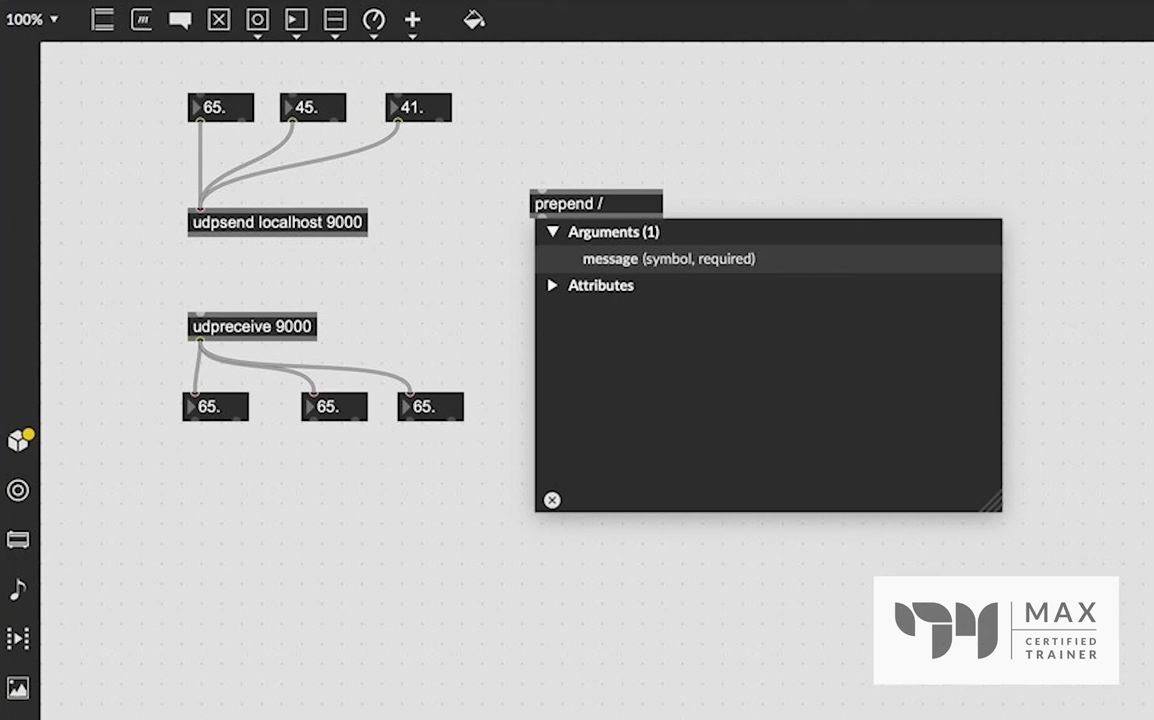 100% ▼
m
65.
45.
41.
udpsend localhost 9000
prepend /
Arguments (1)
message (symbol, required)
Attributes
udpreceive 9000
65.
65.
65.
MAX
CERTIFIED
TRAINER